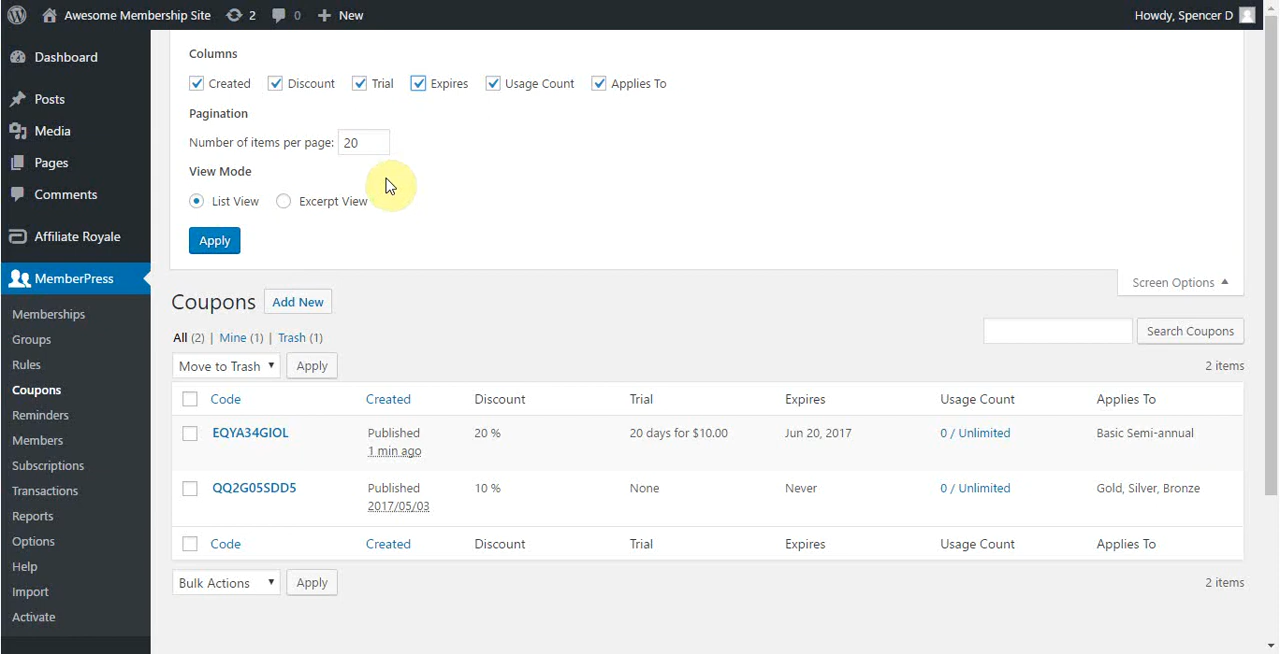 Awesome Membership Site 2 0 New Howdy, Spencer D
Dashboard
Posts
Media
Pages
Comments
Affiliate Royale
MemberPress
Memberships
Groups
Rules
Coupons
Reminders
Members
Subscriptions
Transactions
Reports
Options
Help
Import
Activate
Columns
Created Discount Trial Expires Usage Count Applies To
Pagination
Number of items per page: 20
View Mode
List View Excerpt View
Apply
Screen Options
Coupons Add New
All (2) | Mine (1) | Trash (1)
Search Coupons
Move to Trash Apply
2 items
Code Created Discount Trial Expires Usage Count Applies To
EQYA34GIOL Published 20 % 20 days for $10.00 Jun 20, 2017 0 / Unlimited Basic Semi-annual
1 min ago
QQ2G05SDD5 Published 10 % None Never 0 / Unlimited Gold, Silver, Bronze
2017/05/03
Code Created Discount Trial Expires Usage Count Applies To
Bulk Actions Apply
2 items